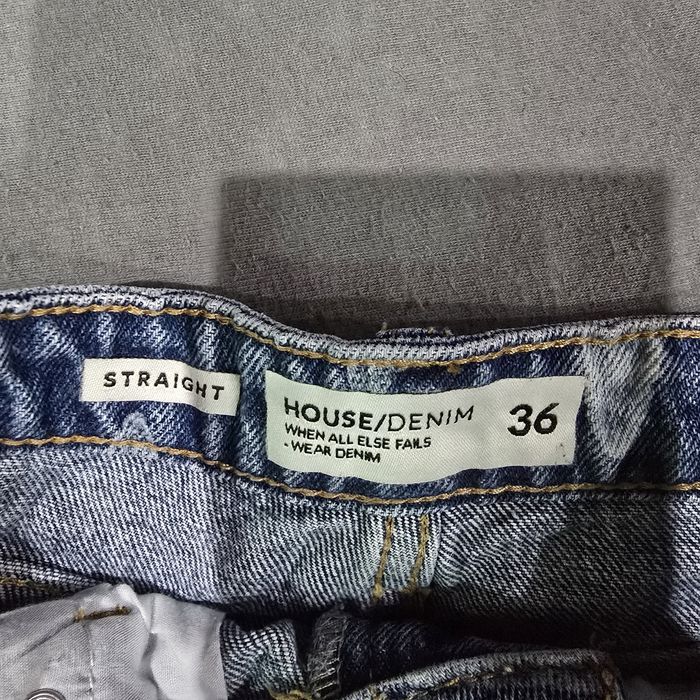 STRAIGHT
HOUSE/DENIM 36
WHEN ALL ELSE FAILS
- WEAR DENIM